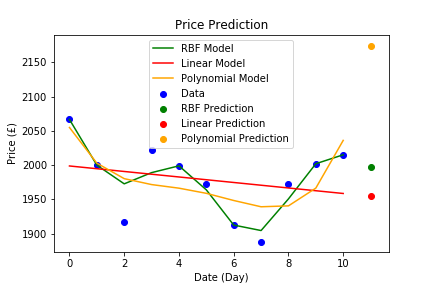 Price Prediction
RBF Model
Linear Model
Polynomial Model
Data
RBF Prediction
Linear Prediction
Polynomial Prediction
Price (£)
2150
2100
2050
2000
1950
1900
0 2 4 6 8 10
Date (Day)